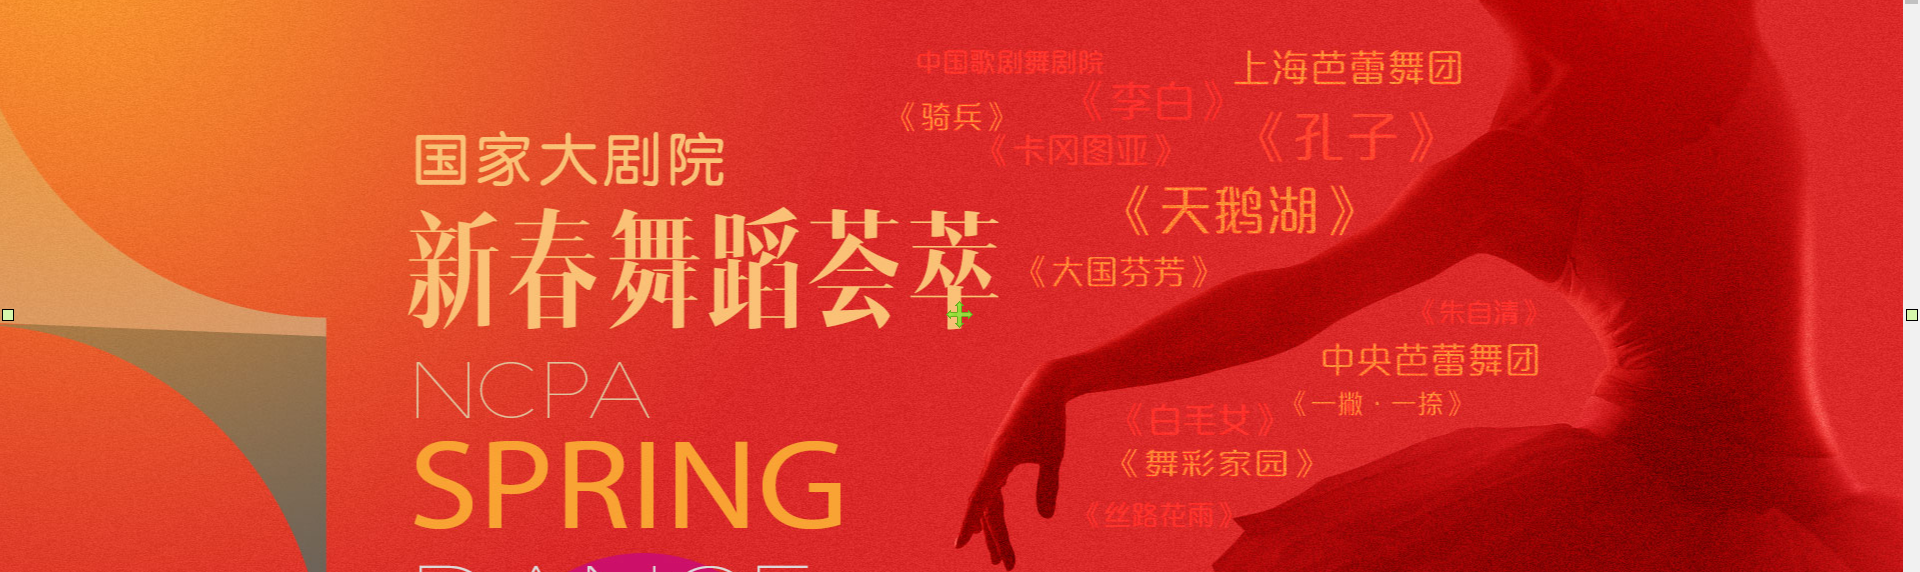 国家大剧院
新春舞蹈荟萃
NCPA
SPRING
DANCE
中国歌剧舞剧院
上海芭蕾舞团
《李白》
《骑兵》
《孔子》
《卡冈图亚》
《天鹅湖》
《大国芬芳》
《朱自清》
中央芭蕾舞团
《一撇·一捺》
《白毛女》
《舞彩家园》
《丝路花雨》